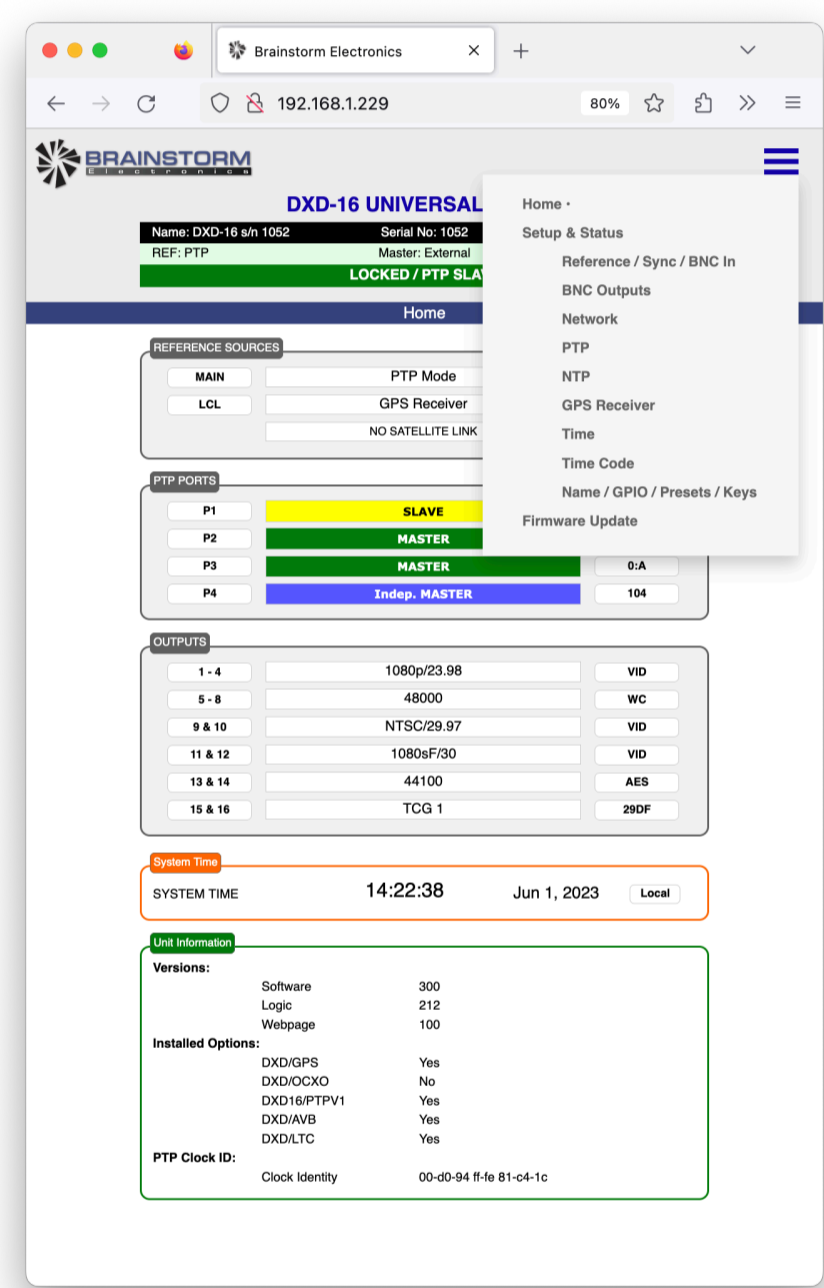 Brainstorm Electronics
192.168.1.229
80%
BRAINSTORM
Electronics
DXD-16 UNIVERSAL
Name: DXD-16 s/n 1052 Serial No: 1052
REF: PTP Master: External
LOCKED / PTP
Home
Home •
Setup & Status
Reference / Sync / BNC In
BNC Outputs
Network
PTP
NTP
GPS Receiver
Time
Time Code
Name / GPIO / Presets / Keys
Firmware Update
REFERENCE SOURCES
MAIN PTP Mode
LCL GPS Receiver
NO SATELLITE LINK
PTP PORTS
P1 SLAVE
P2 MASTER
P3 MASTER 0:A
P4 Indep. MASTER 104
OUTPUTS
1 - 4 1080p/23.98 VID
5 - 8 48000 WC
9 & 10 NTSC/29.97 VID
11 & 12 1080sF/30 VID
13 & 14 44100 AES
15 & 16 TCG 1 29DF
System Time
SYSTEM TIME 14:22:38 Jun 1, 2023 Local
Unit Information
Versions:
Software 300
Logic 212
Webpage 100
Installed Options:
DXD/GPS Yes
DXD/OCXO No
DXD16/PTPV1 Yes
DXD/AVB Yes
DXD/LTC Yes
PTP Clock ID:
Clock Identity 00-d0-94 ff-fe 81-c4-1c